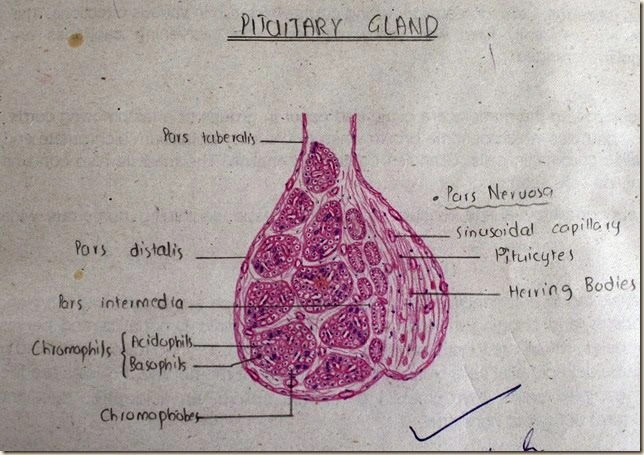 PITUITARY GLAND
Pars tuberalis
• Pars Nervosa
Sinusoidal capillary
Pars distalis
Pituicytes
Herring Bodies
Pars intermedia
Chromophils { Acidophils
Basophils
Chromophobes